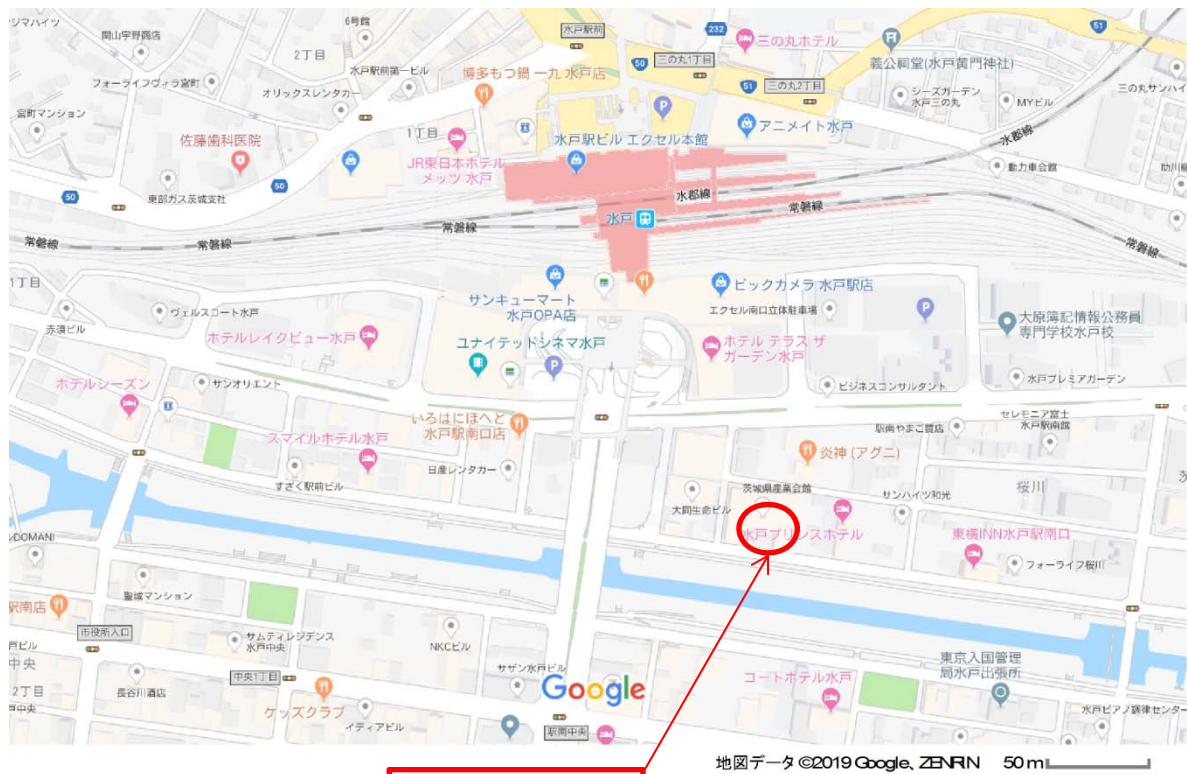 ジマハイツ
岡山宇野商店
6号館
2丁目
水戸駅前
232
三の丸ホテル
51
フォーライフヴィラ宮町
水戸駅前第一ビル
博多もつ鍋 一九 水戸店
50
三の丸1丁目
義公祠堂(水戸黄門神社)
オリックスレンタカー
51
三の丸2丁目
シーズガーデン
水戸三の丸
MYビル
三の丸サンハイ
宮町マンション
佐藤歯科医院
1丁目
水戸駅ビル エクセル本館
アニメイト水戸
JR東日本ホテル
メッツ 水戸
水郡線
動力車会館
助川
50
東部ガス茨城支社
50
水郡線
常磐線
水戸
常磐線
常磐線
常磐線
常磐線
1丁目
サンキューマート
水戸OPA店
ビックカメラ 水戸駅店
ヴェルスコート水戸
エクセル南口立体駐車場
大原簿記情報公務員
専門学校水戸校
赤須ビル
ホテルレイクビュー水戸
ユナイテッドシネマ水戸
ホテル テラス ザ
ガーデン水戸
ホテルシーズン
サンオリエント
ビジネスコンサルタント
水戸プレミアガーデン
いろはにほへと
水戸駅南口店
セレモニア富士
水戸駅南館
スマイルホテル水戸
駅南やまこ質店
炎神 (アグニ)
日産レンタカー
すざく駅前ビル
茨城県産業会館
サンハイツ和光
桜川
茨
大同生命ビル
水戸プリンスホテル
東横INN水戸駅南口
DOMANI
フォーライフ桜川
聖城マンション
駅南店
市役所入口
サムティレジデンス
水戸中央
NKCビル
戸ビル
中央
サザン水戸ビル
東京入国管理
局水戸出張所
中央1丁目
コートホテル水戸
2丁目
戸中央
長谷川酒店
Google
ケッズクラブ
イティアビル
駅南中央
水戸ピアノ調律センター
地図データ ©2019 Google、ZENRIN 50 m